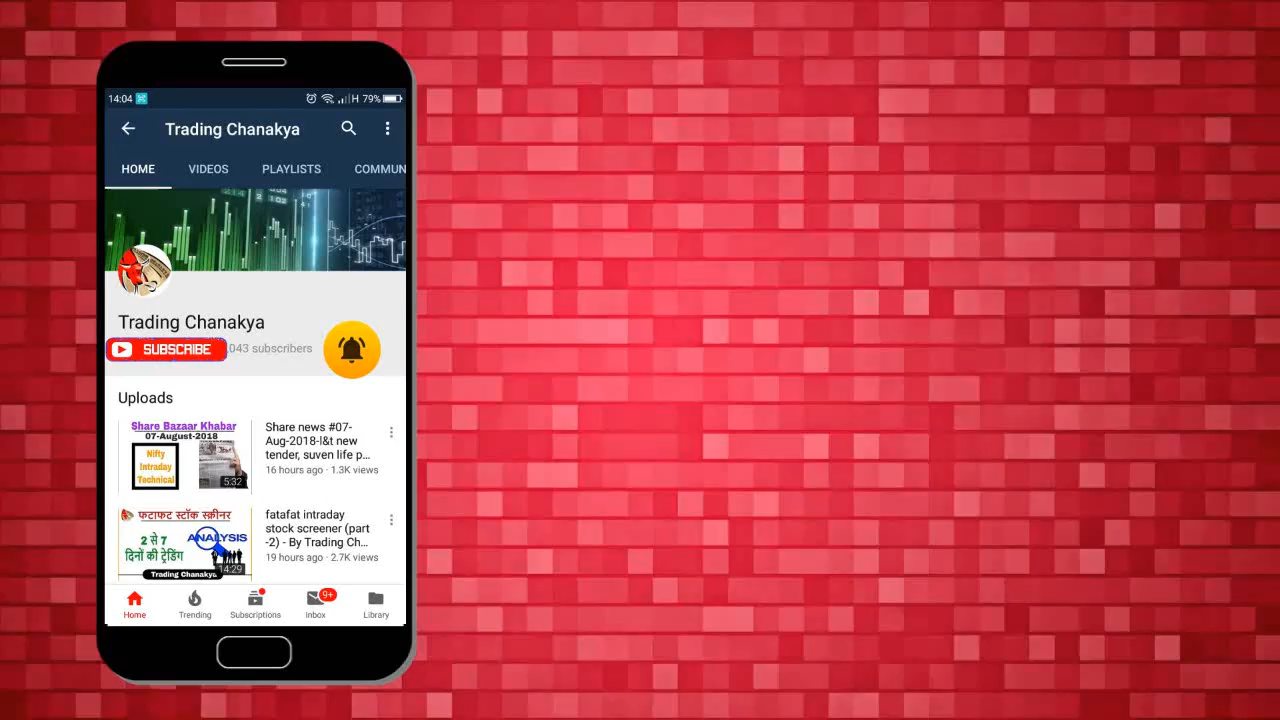 14:04 H 79%
Trading Chanakya
HOME VIDEOS PLAYLISTS COMMUN
Trading Chanakya
SUBSCRIBE 043 subscribers
Uploads
Share Bazaar Khabar
07-August-2018
Nifty
Intraday
Technical
5:32
Share news #07-
Aug-2018-l&t new
tender, suven life p...
16 hours ago · 1.3K views
फटाफट स्टॉक स्क्रीनर
2 से 7
दिनों की ट्रेडिंग
ANALYSIS
14:29
Trading Chanakya
fatafat intraday
stock screener (part
-2) - By Trading Ch...
19 hours ago · 2.7K views
9+
Home Trending Subscriptions Inbox Library